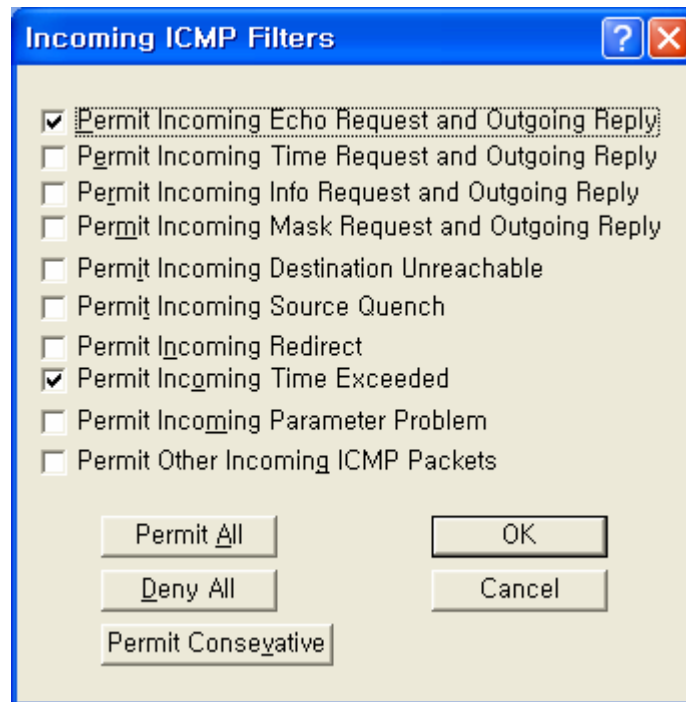 Incoming ICMP Filters
Permit Incoming Echo Request and Outgoing Reply
Permit Incoming Time Request and Outgoing Reply
Permit Incoming Info Request and Outgoing Reply
Permit Incoming Mask Request and Outgoing Reply
Permit Incoming Destination Unreachable
Permit Incoming Source Quench
Permit Incoming Redirect
Permit Incoming Time Exceeded
Permit Incoming Parameter Problem
Permit Other Incoming ICMP Packets
Permit All
OK
Deny All
Cancel
Permit Consevative